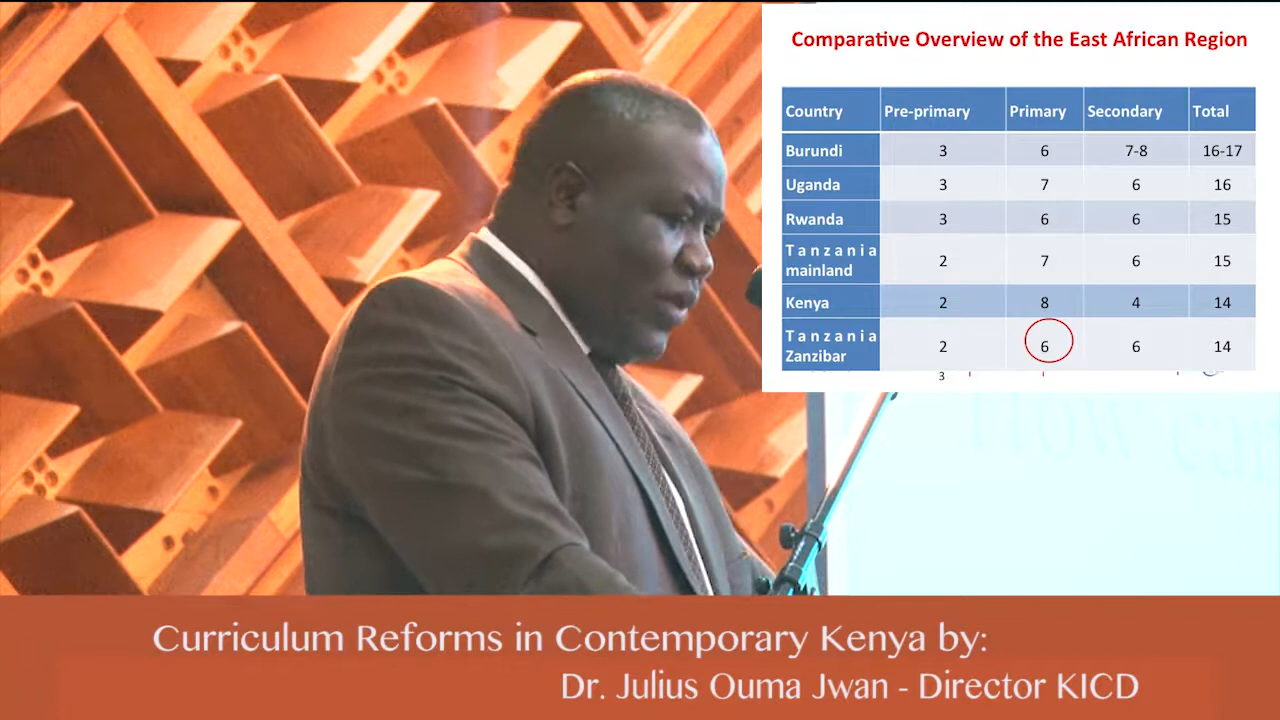 Comparative Overview of the East African Region
Country Pre-primary Primary Secondary Total
Burundi 3 6 7-8 16-17
Uganda 3 7 6 16
Rwanda 3 6 6 15
Tanzania
mainland 2 7 6 15
Kenya 2 8 4 14
Tanzania
Zanzibar 2 6 6 14
3
How can
Curriculum Reforms in Contemporary Kenya by:
Dr. Julius Ouma Jwan - Director KICD